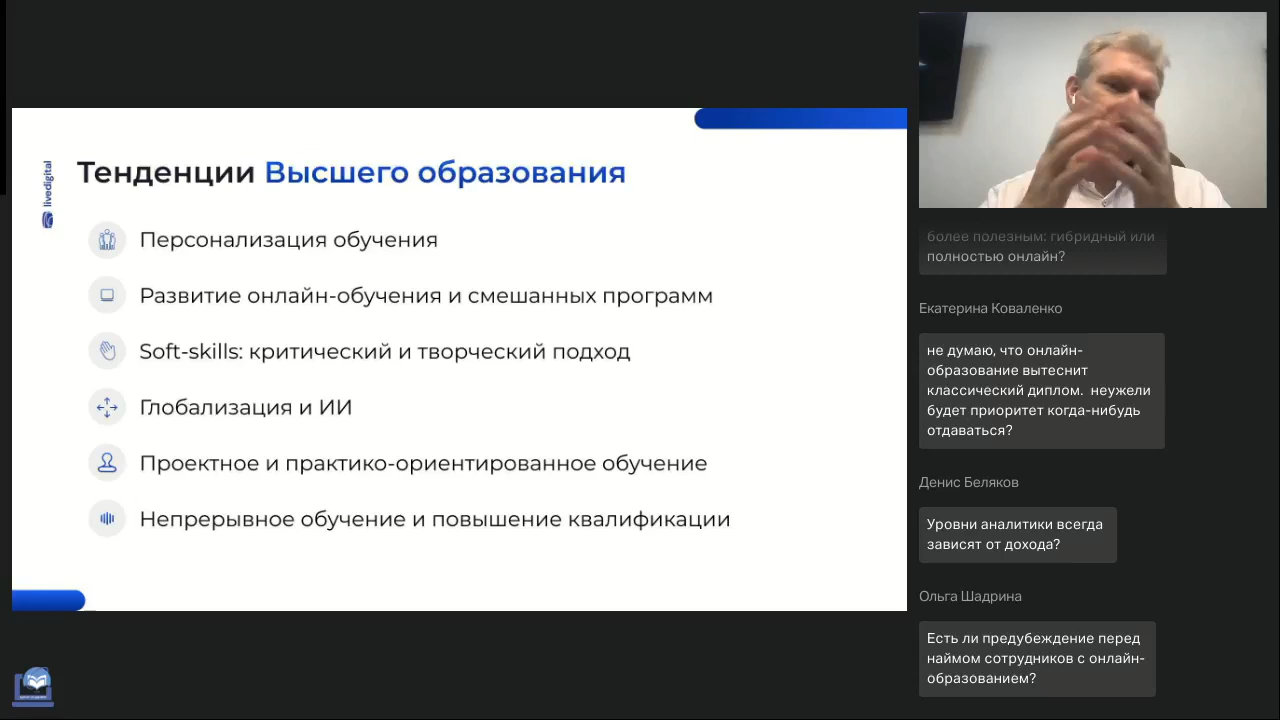 livedigital
Тенденции Высшего образования
Персонализация обучения
Развитие онлайн-обучения и смешанных программ
Soft-skills: критический и творческий подход
Глобализация и ИИ
Проектное и практико-ориентированное обучение
Непрерывное обучение и повышение квалификации
более полезным: гибридный или
полностью онлайн?
Екатерина Коваленко
не думаю, что онлайн-
образование вытеснит
классический диплом. неужели
будет приоритет когда-нибудь
отдаваться?
Денис Беляков
Уровни аналитики всегда
зависят от дохода?
Ольга Шадрина
Есть ли предубеждение перед
наймом сотрудников с онлайн-
образованием?